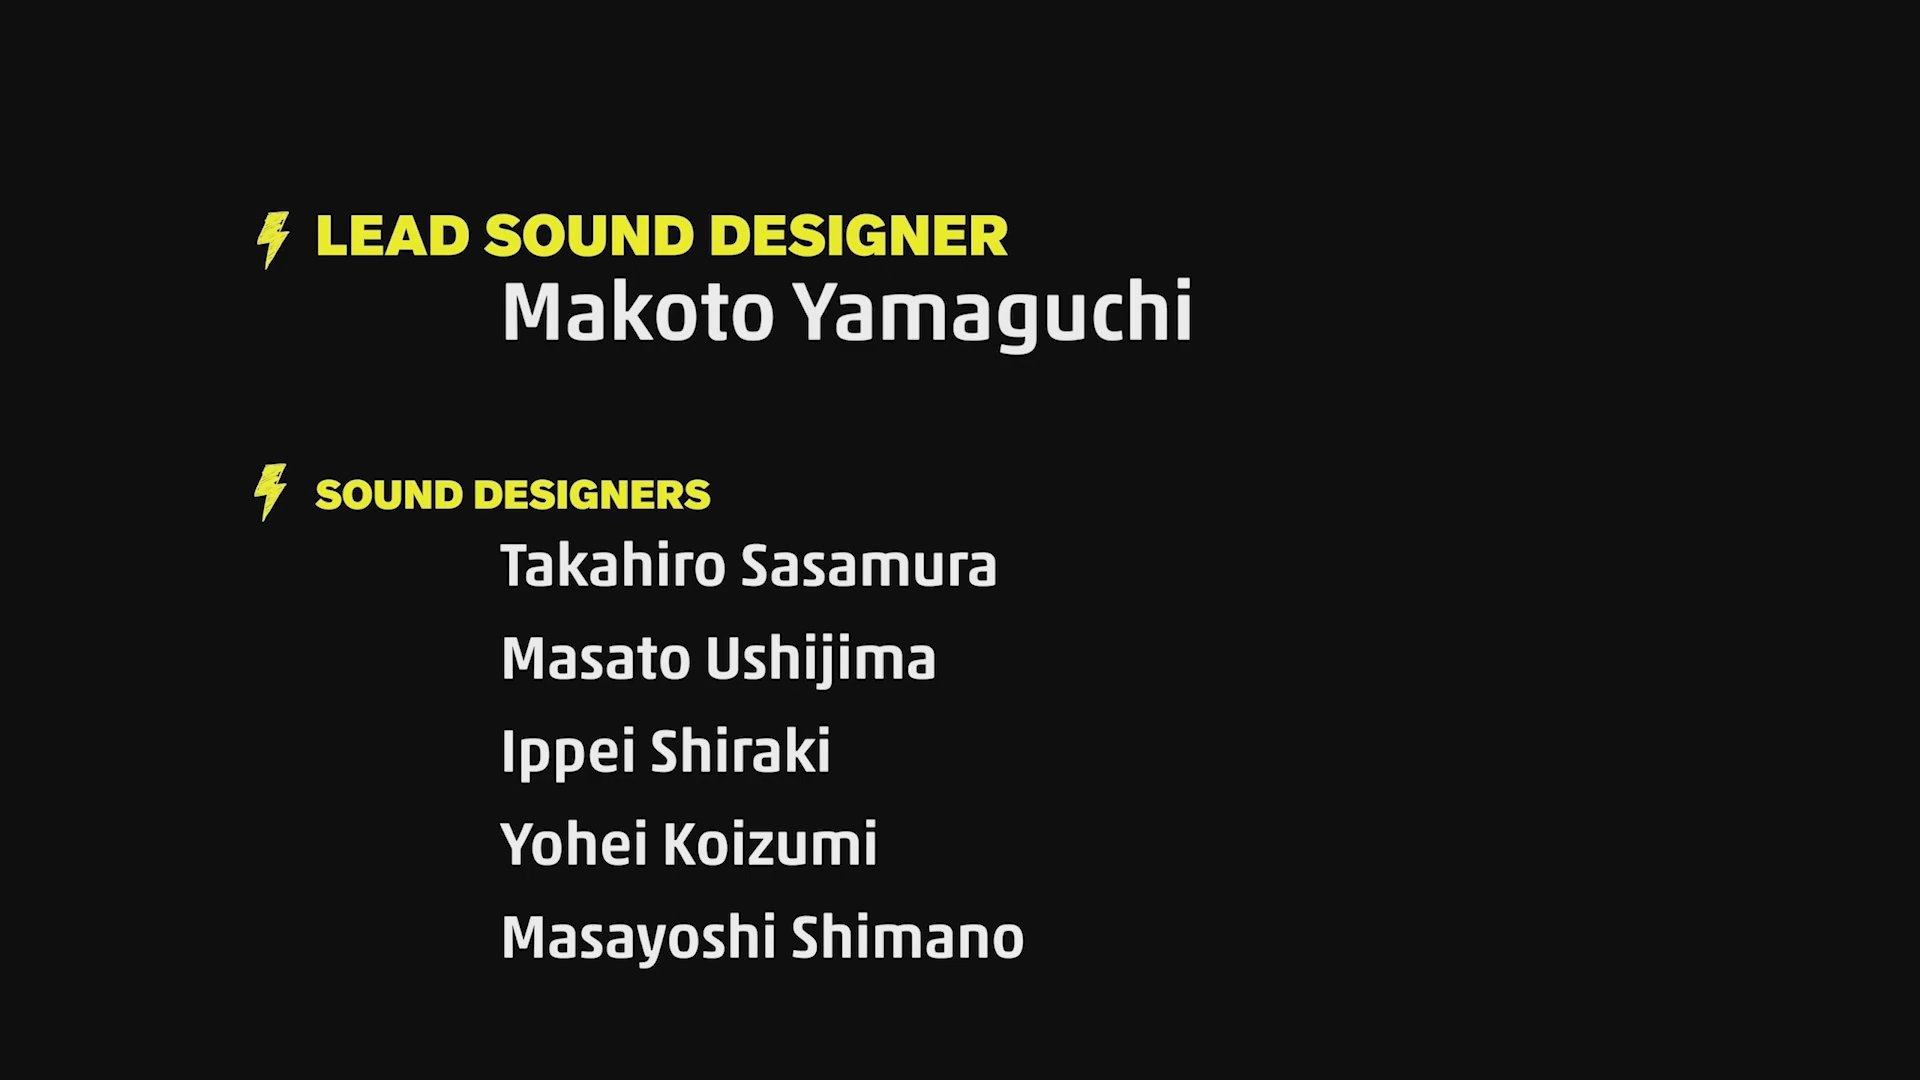 LEAD SOUND DESIGNER
Makoto Yamaguchi
SOUND DESIGNERS
Takahiro Sasamura
Masato Ushijima
Ippei Shiraki
Yohei Koizumi
Masayoshi Shimano